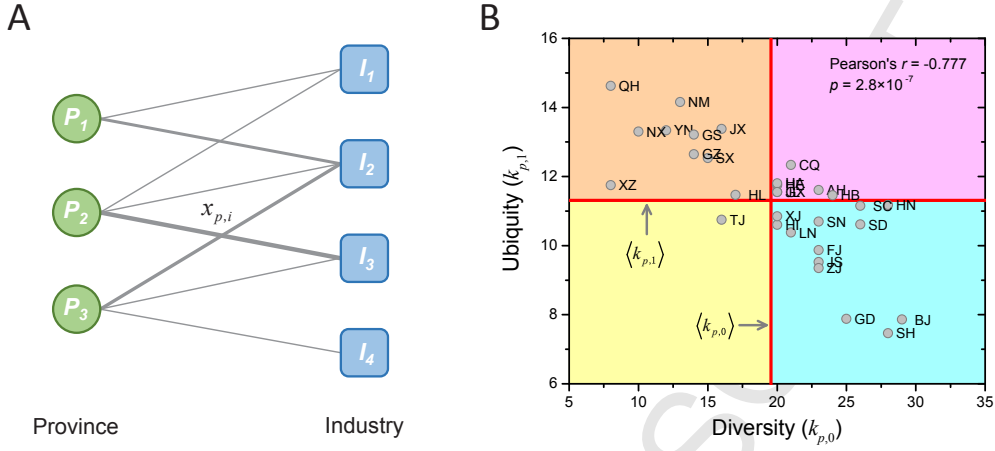 A
P1
P2
P3
x_{p,i}
I1
I2
I3
I4
Province
Industry
B
Pearson's r = -0.777
p = 2.8×10^{-7}
QH
NM
NX
YN
GS
JX
GZ
SX
XZ
HL
CQ
AH
HB
SC
HN
TJ
XJ
HI
LN
SN
SD
FJ
JS
ZJ
GD
BJ
SH
⟨k_{p,1}⟩
⟨k_{p,0}⟩
16
14
12
10
8
6
5
10
15
20
25
30
35
Ubiquity (k_{p,1})
Diversity (k_{p,0})